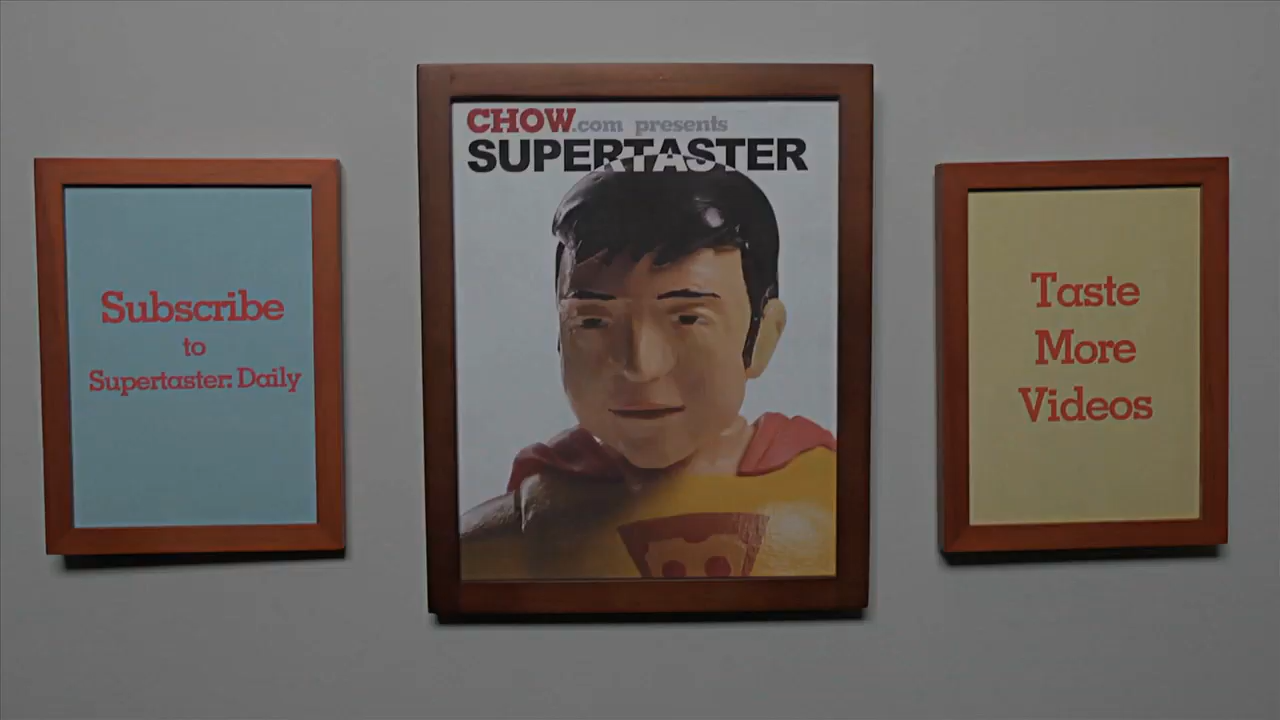 Subscribe
to
Supertaster: Daily
CHOW.com presents
SUPERTASTER
Taste
More
Videos